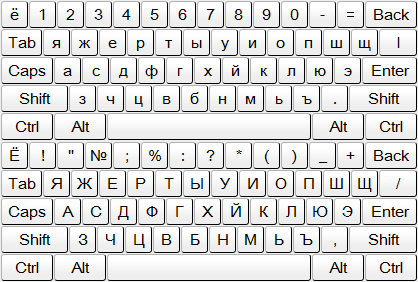 ё 1 2 3 4 5 6 7 8 9 0 - = Back
Tab я ж е р т ы у и о п ш щ |
Caps а с д ф г х й к л ю э Enter
Shift з ч ц в б н м ь ъ . Shift
Ctrl Alt Alt Ctrl
Ё ! " № ; % : ? * ( ) _ + Back
Tab Я Ж Е Р Т Ы У И О П Ш Щ /
Caps А С Д Ф Г Х Й К Л Ю Э Enter
Shift З Ч Ц В Б Н М Ь Ъ , Shift
Ctrl Alt Alt Ctrl